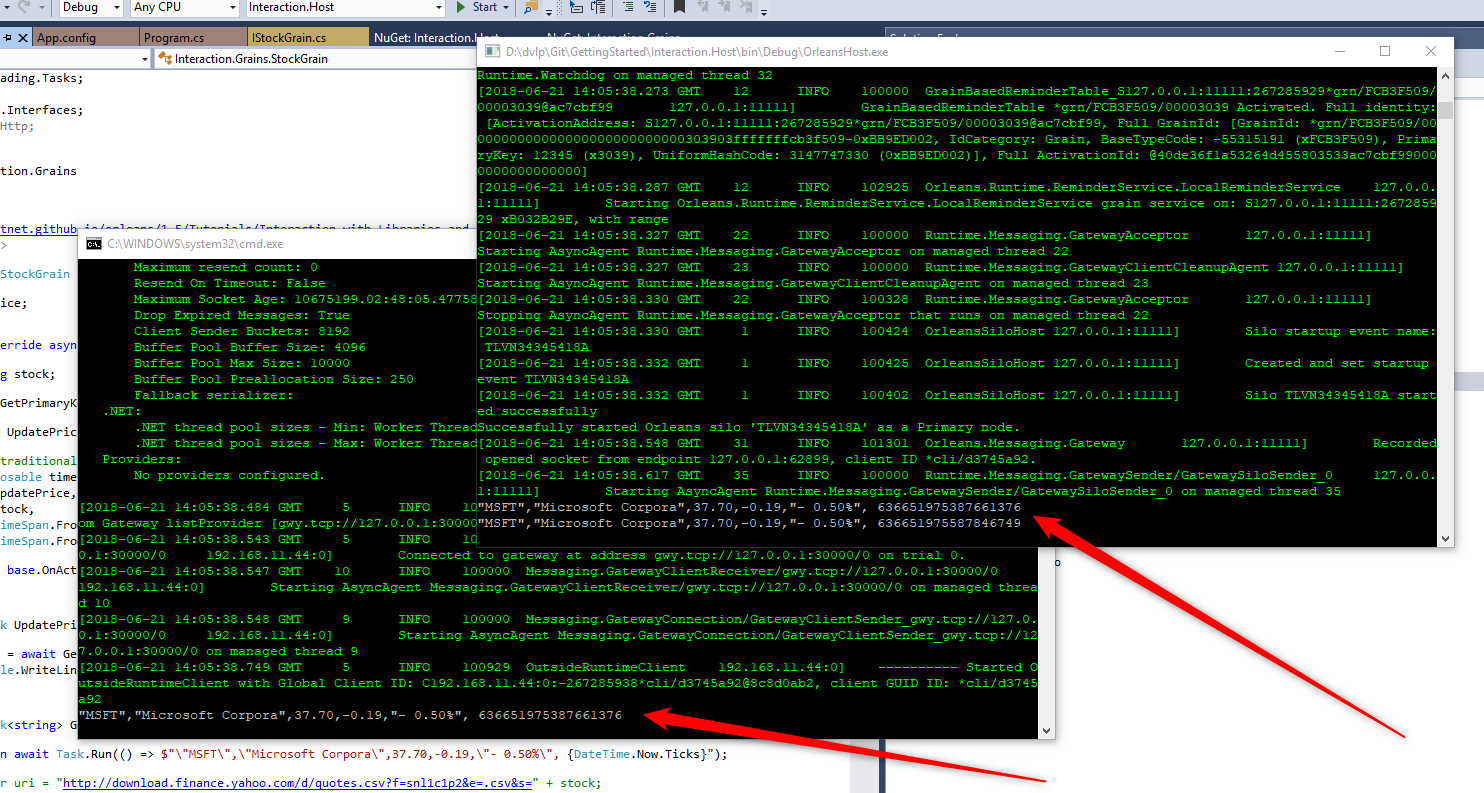 Debug Any CPU Interaction.Host Start
App.config Program.cs IStockGrain.cs NuGet: Interaction.Host
Interaction.Grains.StockGrain
ading.Tasks;
.Interfaces;
Http;
tion.Grains
tnet.github.io/orleans/1.5/Tutorials/Interaction-with-Libraries-and
>
StockGrain
ice;
erride asyn
g stock;
GetPrimaryK
UpdatePric
traditional
osable time
pdatePrice,
tock,
imeSpan.Fro
imeSpan.Fro
base.OnAct
k UpdatePri
= await Ge
le.WriteLin
k<string> G
n await Task.Run(() => $"\"MSFT\",\"Microsoft Corpora\",37.70,-0.19,\"- 0.50%\", {DateTime.Now.Ticks}");
r uri = "http://download.finance.yahoo.com/d/quotes.csv?f=snl1c1p2&e=.csv&s=" + stock;
D:\dvlp\Git\GettingStarted\Interaction.Host\bin\Debug\OrleansHost.exe
Runtime.Watchdog on managed thread 32
[2018-06-21 14:05:38.273 GMT 12 INFO 100000 GrainBasedReminderTable_S127.0.0.1:11111:267285929*grn/FCB3F509/
00003039@ac7cbf99 127.0.0.1:11111] GrainBasedReminderTable *grn/FCB3F509/00003039 Activated. Full identity:
[ActivationAddress: S127.0.0.1:11111:267285929*grn/FCB3F509/00003039@ac7cbf99, Full GrainId: [GrainId: *grn/FCB3F509/00
000000000000000000000000303903fffffffcb3f509-0xBB9ED002, IdCategory: Grain, BaseTypeCode: -55315191 (xFCB3F509), Prima
ryKey: 12345 (x3039), UniformHashCode: 3147747330 (0xBB9ED002)], Full ActivationId: @40de36f1a53264d455803533ac7cbf99000
0000000000000]
[2018-06-21 14:05:38.287 GMT 12 INFO 102925 Orleans.Runtime.ReminderService.LocalReminderService 127.0.0.
1:11111] Starting Orleans.Runtime.ReminderService.LocalReminderService grain service on: S127.0.0.1:11111:2672859
29 xB032B29E, with range
[2018-06-21 14:05:38.327 GMT 22 INFO 100000 Runtime.Messaging.GatewayAcceptor 127.0.0.1:11111]
Starting AsyncAgent Runtime.Messaging.GatewayAcceptor on managed thread 22
[2018-06-21 14:05:38.327 GMT 23 INFO 100000 Runtime.Messaging.GatewayClientCleanupAgent 127.0.0.1:11111]
Starting AsyncAgent Runtime.Messaging.GatewayClientCleanupAgent on managed thread 23
[2018-06-21 14:05:38.330 GMT 22 INFO 100328 Runtime.Messaging.GatewayAcceptor 127.0.0.1:11111]
Stopping AsyncAgent Runtime.Messaging.GatewayAcceptor that runs on managed thread 22
[2018-06-21 14:05:38.330 GMT 1 INFO 100424 OrleansSiloHost 127.0.0.1:11111] Silo startup event name:
TLVN34345418A
[2018-06-21 14:05:38.332 GMT 1 INFO 100425 OrleansSiloHost 127.0.0.1:11111] Created and set startup
event TLVN34345418A
[2018-06-21 14:05:38.332 GMT 1 INFO 100402 OrleansSiloHost 127.0.0.1:11111] Silo TLVN34345418A start
ed successfully
Successfully started Orleans silo 'TLVN34345418A' as a Primary node.
[2018-06-21 14:05:38.548 GMT 31 INFO 101301 Orleans.Messaging.Gateway 127.0.0.1:11111] Recorded
opened socket from endpoint 127.0.0.1:62899, client ID *cli/d3745a92.
[2018-06-21 14:05:38.617 GMT 35 INFO 100000 Runtime.Messaging.GatewaySender/GatewaySiloSender_0 127.0.0.
1:11111] Starting AsyncAgent Runtime.Messaging.GatewaySender/GatewaySiloSender_0 on managed thread 35
"MSFT","Microsoft Corpora",37.70,-0.19,"- 0.50%", 636651975387661376
"MSFT","Microsoft Corpora",37.70,-0.19,"- 0.50%", 636651975587846749
C:\WINDOWS\system32\cmd.exe
Maximum resend count: 0
Resend On Timeout: False
Maximum Socket Age: 10675199.02:48:05.47758
Drop Expired Messages: True
Client Sender Buckets: 8192
Buffer Pool Buffer Size: 4096
Buffer Pool Max Size: 10000
Buffer Pool Preallocation Size: 250
Fallback serializer:
.NET:
.NET thread pool sizes - Min: Worker Thread
.NET thread pool sizes - Max: Worker Thread
Providers:
No providers configured.
[2018-06-21 14:05:38.484 GMT 5 INFO 10
om Gateway listProvider [gwy.tcp://127.0.0.1:30000
[2018-06-21 14:05:38.543 GMT 5 INFO 10
0.1:30000/0 192.168.11.44:0] Connected to gateway at address gwy.tcp://127.0.0.1:30000/0 on trial 0.
[2018-06-21 14:05:38.547 GMT 10 INFO 100000 Messaging.GatewayClientReceiver/gwy.tcp://127.0.0.1:30000/0
192.168.11.44:0] Starting AsyncAgent Messaging.GatewayClientReceiver/gwy.tcp://127.0.0.1:30000/0 on managed threa
d 10
[2018-06-21 14:05:38.548 GMT 9 INFO 100000 Messaging.GatewayConnection/GatewayClientSender_gwy.tcp://127.0.
0.1:30000/0 192.168.11.44:0] Starting AsyncAgent Messaging.GatewayConnection/GatewayClientSender_gwy.tcp://12
7.0.0.1:30000/0 on managed thread 9
[2018-06-21 14:05:38.749 GMT 5 INFO 100929 OutsideRuntimeClient 192.168.11.44:0] ---------- Started O
utsideRuntimeClient with Global Client ID: C192.168.11.44:0:-267285938*cli/d3745a92@8c8d0ab2, client GUID ID: *cli/d3745
a92
"MSFT","Microsoft Corpora",37.70,-0.19,"- 0.50%", 636651975387661376